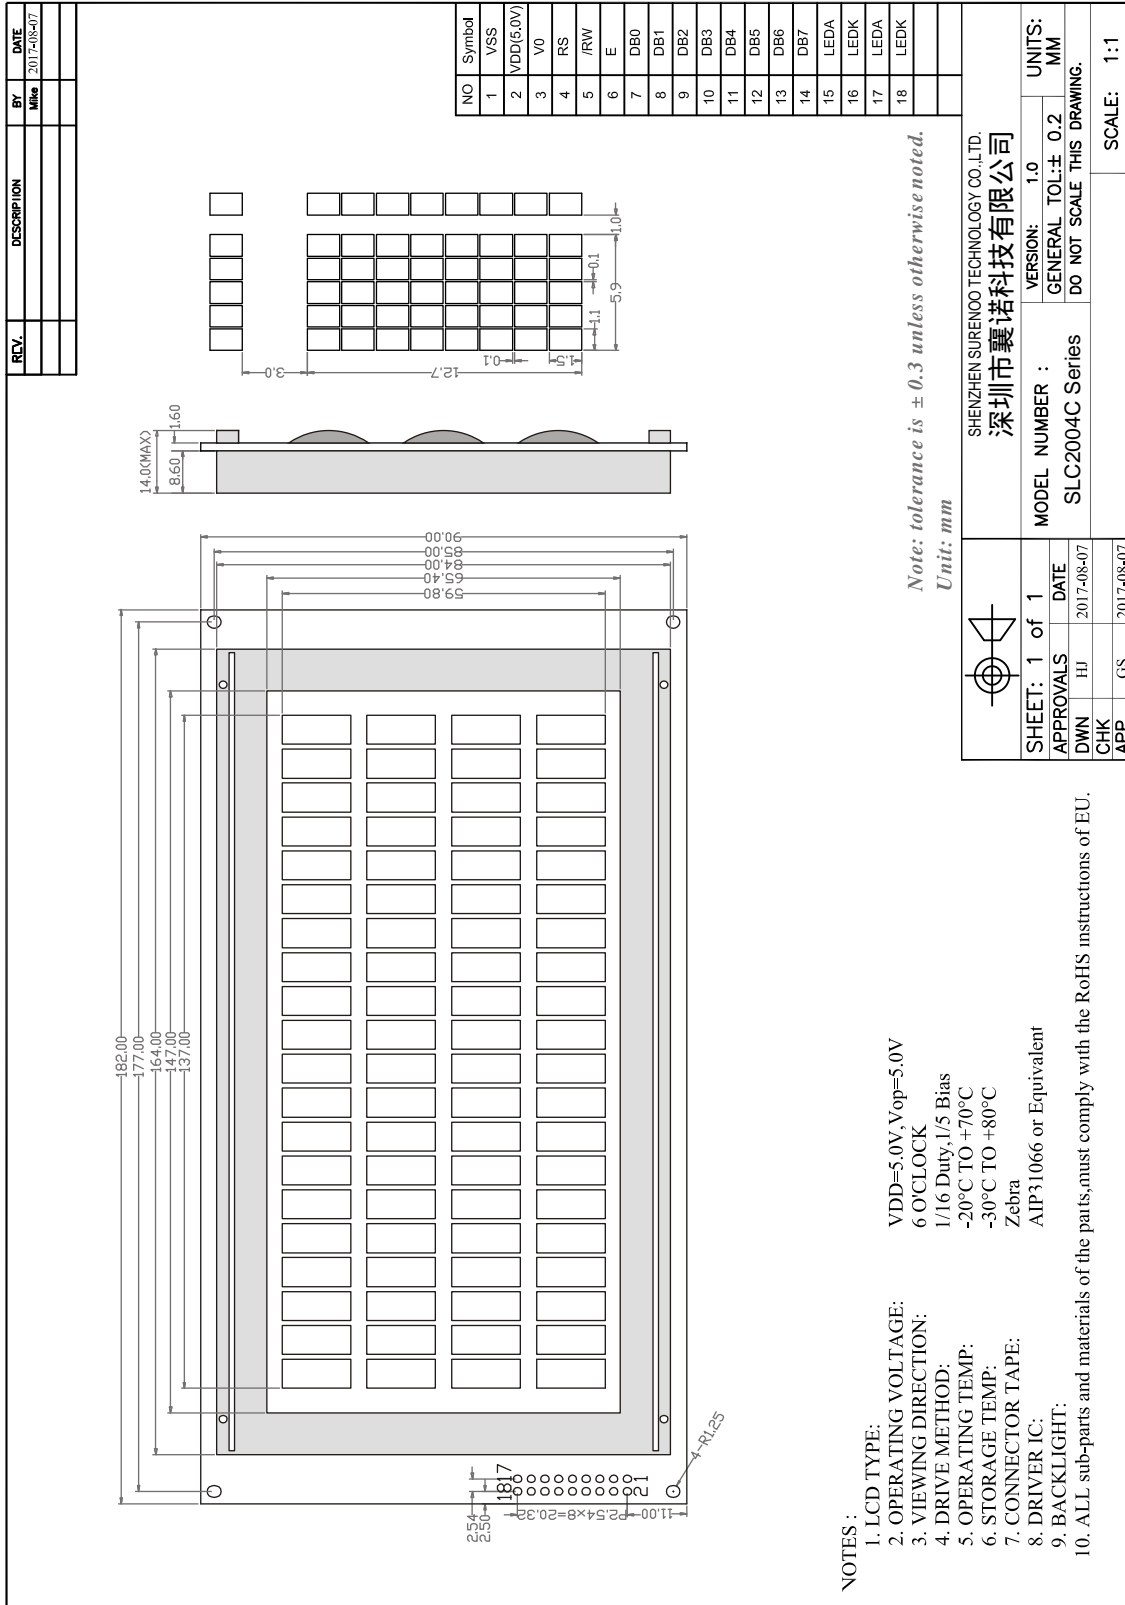 REV.
DESCRIPTION
BY
DATE
Mike
2017-08-07
182.00
177.00
164.00
147.00
137.00
90.00
85.00
84.00
65.40
59.80
14.0(MAX)
8.60
1.60
3.0
12.7
0.1
1.5
1.1
0.1
5.9
1.0
2.54
2.50
1817
21
P2.54×8=20.32
11.00
4-R1.25
NO Symbol
1 VSS
2 VDD(5.0V)
3 V0
4 RS
5 /RW
6 E
7 DB0
8 DB1
9 DB2
10 DB3
11 DB4
12 DB5
13 DB6
14 DB7
15 LEDA
16 LEDK
17 LEDA
18 LEDK
Note: tolerance is ± 0.3 unless otherwise noted.
Unit: mm
NOTES :
1. LCD TYPE:
2. OPERATING VOLTAGE: VDD=5.0V,Vop=5.0V
3. VIEWING DIRECTION: 6 O'CLOCK
4. DRIVE METHOD: 1/16 Duty,1/5 Bias
5. OPERATING TEMP: -20°C TO +70°C
6. STORAGE TEMP: -30°C TO +80°C
7. CONNECTOR TAPE: Zebra
8. DRIVER IC: AIP31066 or Equivalent
9. BACKLIGHT:
10. ALL sub-parts and materials of the parts,must comply with the RoHS instructions of EU.
SHENZHEN SURENOO TECHNOLOGY CO.,LTD.
深圳市襄诺科技有限公司
SHEET: 1 of 1
APPROVALS DATE
DWN HJ 2017-08-07
CHK
APP GS 2017-08-07
MODEL NUMBER :
SLC2004C Series
VERSION: 1.0
UNITS:
MM
GENERAL TOL:± 0.2
DO NOT SCALE THIS DRAWING.
SCALE: 1:1